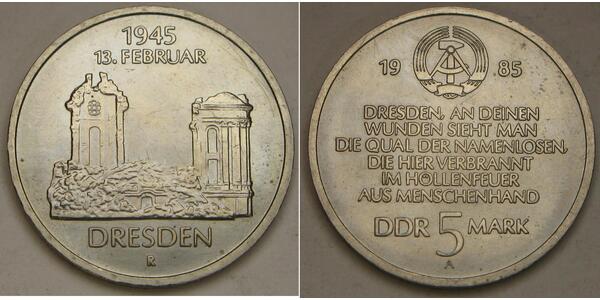 1945
13. FEBRUAR
DRESDEN
R
19 85
DRESDEN, AN DEINEN
WUNDEN SIEHT MAN
DIE QUAL DER NAMENLOSEN,
DIE HIER VERBRANNT
IM HÖLLENFEUER
AUS MENSCHENHAND
DDR 5 MARK
A